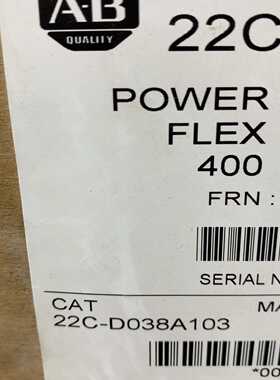 A-B
QUALITY
22C
POWER
FLEX
400
FRN :
SERIAL N
CAT
MA
22C-D038A103
*00